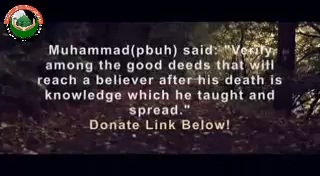 Muhammad(pbuh) said: "Verily,
among the good deeds that will
reach a believer after his death is
knowledge which he taught and
spread."
Donate Link Below!